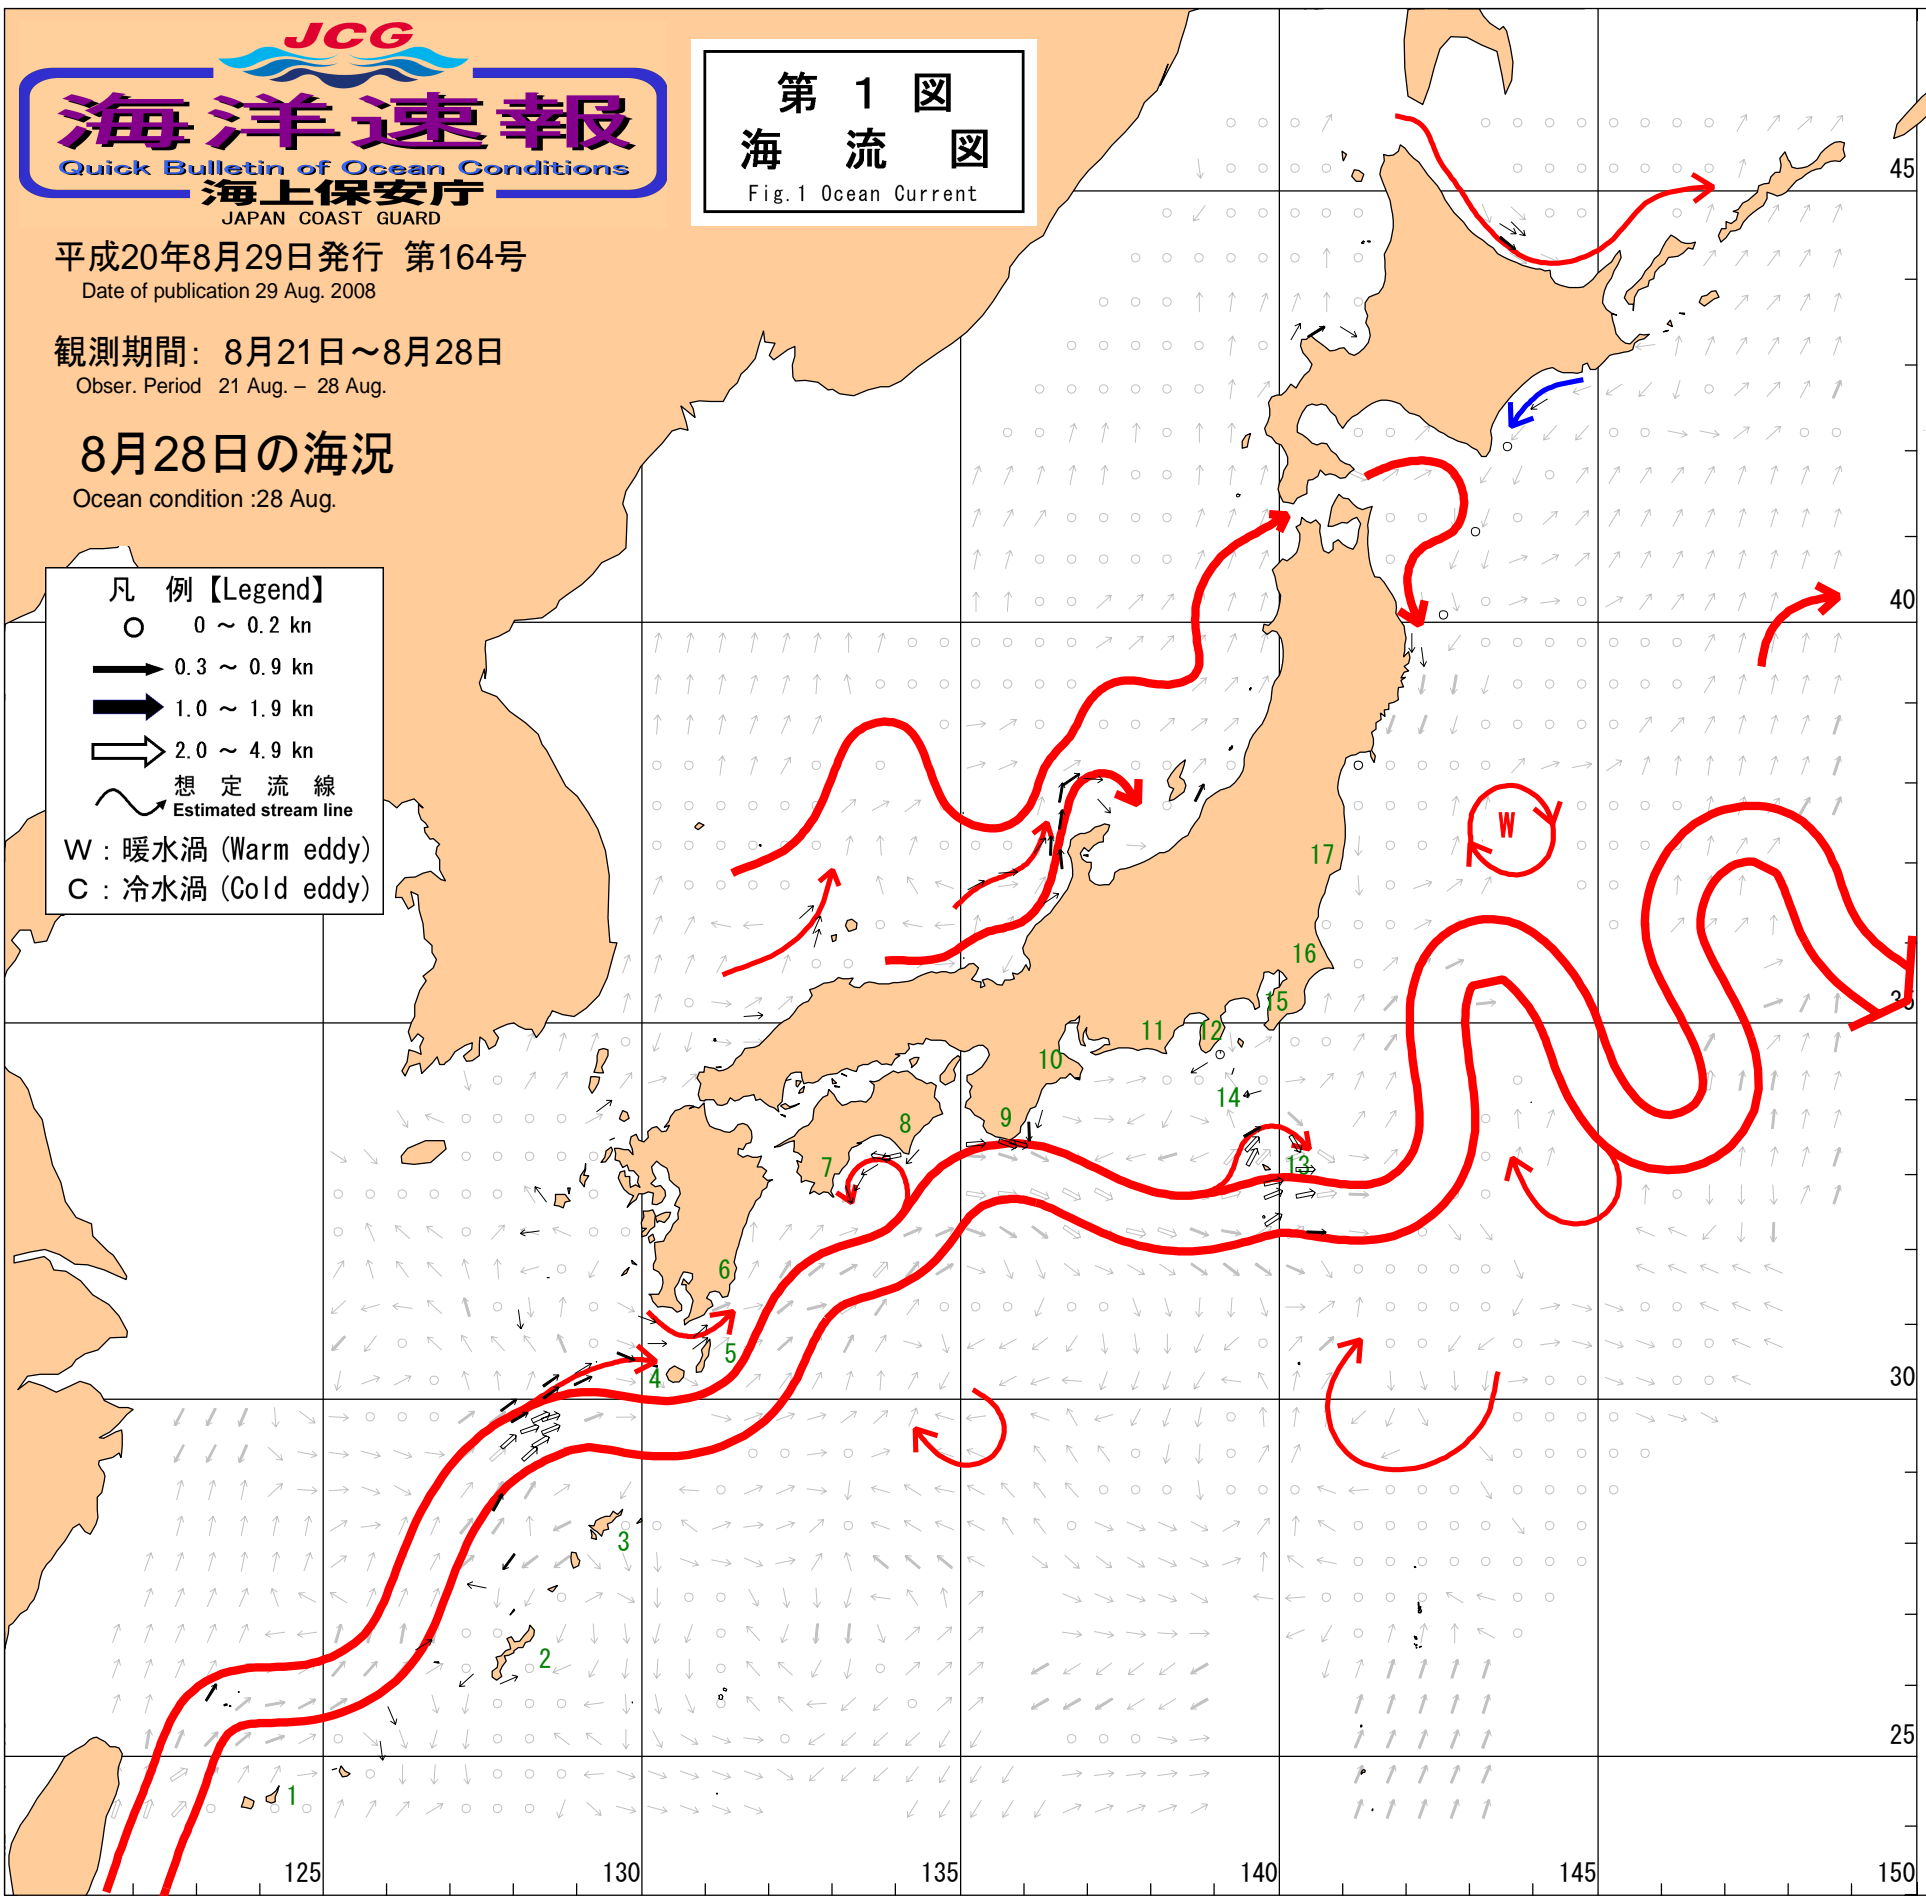 JCG
海洋速報
Quick Bulletin of Ocean Conditions
海上保安庁
JAPAN COAST GUARD
第 1 図
海 流 図
Fig.1 Ocean Current
平成20年8月29日発行 第164号
Date of publication 29 Aug. 2008
観測期間: 8月21日～8月28日
Obser. Period 21 Aug. – 28 Aug.
8月28日の海況
Ocean condition :28 Aug.
凡 例【Legend】
0 ～ 0.2 kn
0.3 ～ 0.9 kn
1.0 ～ 1.9 kn
2.0 ～ 4.9 kn
想 定 流 線
Estimated stream line
W : 暖水渦 (Warm eddy)
C : 冷水渦 (Cold eddy)
45
40
W
17
16
35
15
12
11
10
14
9
8
13
7
6
5
4
30
3
2
25
1
125
130
135
140
145
150